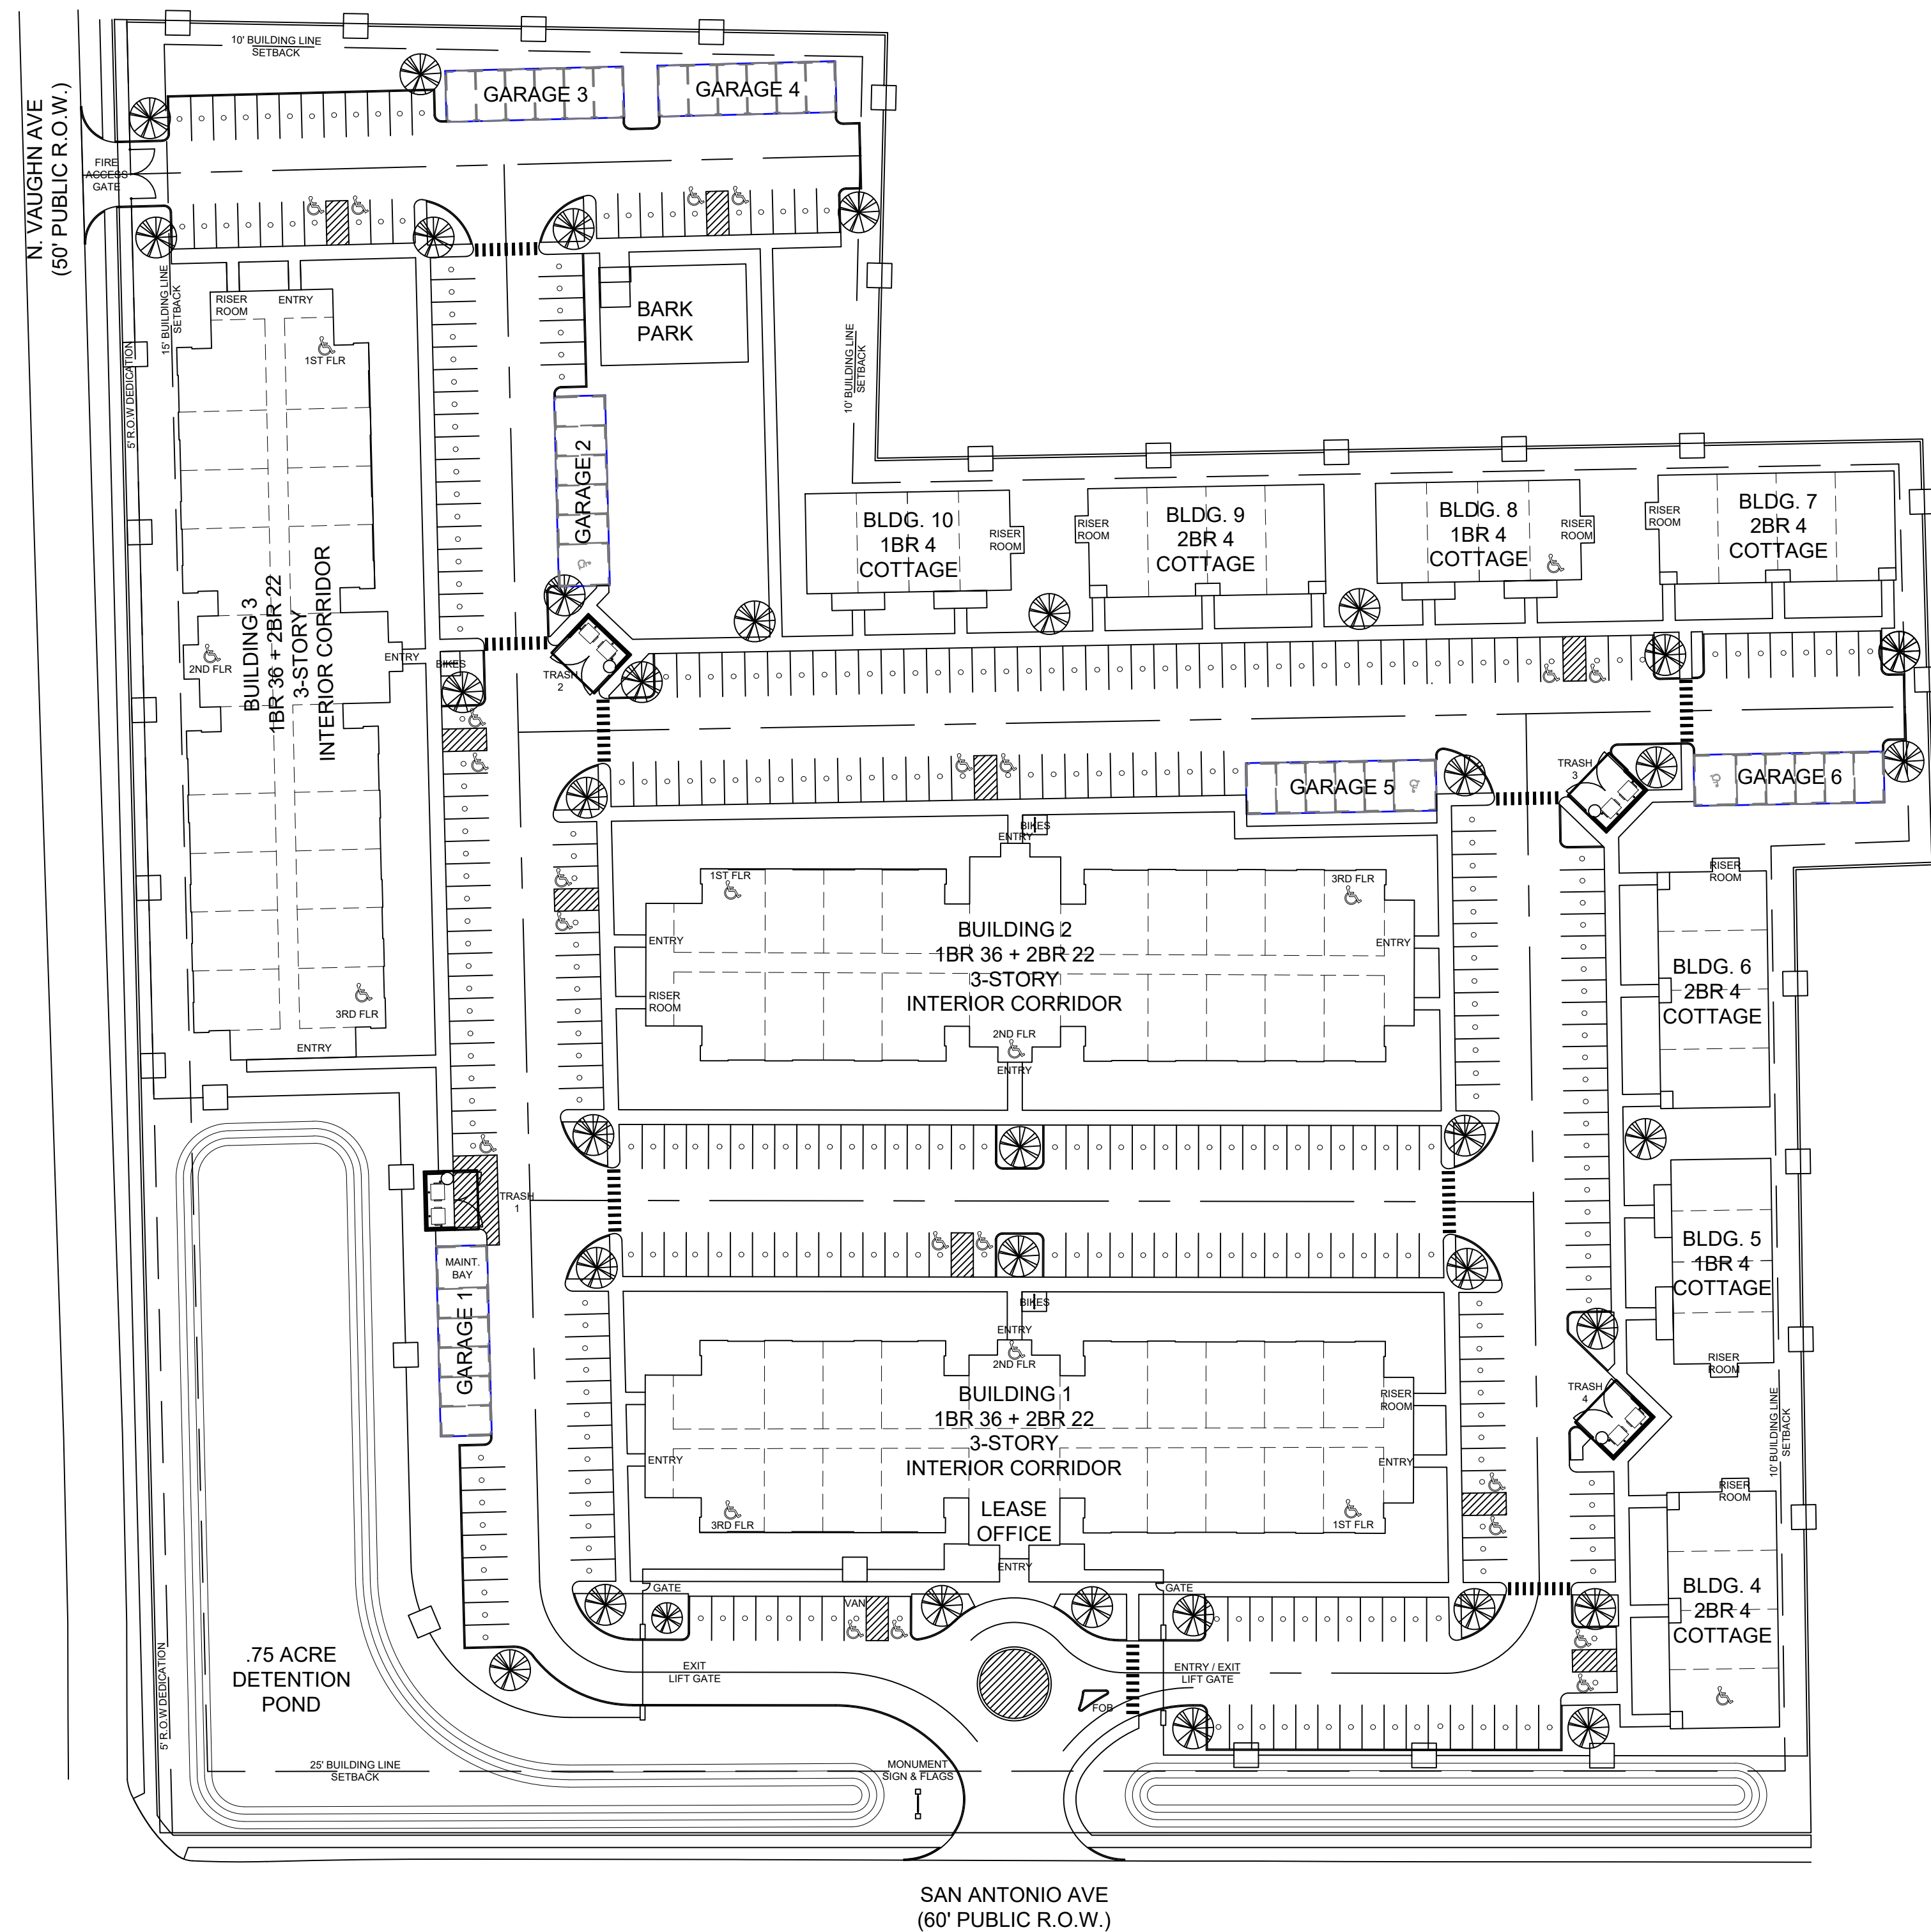 10' BUILDING LINE
SETBACK
GARAGE 3
GARAGE 4
N. VAUGHN AVE
(50' PUBLIC R.O.W.)
FIRE
ACCESS
GATE
15' BUILDING LINE
SETBACK
5' R.O.W DEDICATION
RISER
ROOM
ENTRY
1ST FLR
BARK
PARK
10' BUILDING LINE
SETBACK
GARAGE 2
BUILDING 3
1BR 36 + 2BR 22
3-STORY
INTERIOR CORRIDOR
2ND FLR
ENTRY
BIKES
3RD FLR
ENTRY
TRASH
2
BLDG. 10
1BR 4
COTTAGE
RISER
ROOM
RISER
ROOM
BLDG. 9
2BR 4
COTTAGE
BLDG. 8
1BR 4
COTTAGE
RISER
ROOM
RISER
ROOM
BLDG. 7
2BR 4
COTTAGE
GARAGE 5
TRASH
3
GARAGE 6
BIKES
ENTRY
1ST FLR
3RD FLR
ENTRY
BUILDING 2
1BR 36 + 2BR 22
3-STORY
INTERIOR CORRIDOR
ENTRY
RISER
ROOM
2ND FLR
ENTRY
RISER
ROOM
BLDG. 6
2BR 4
COTTAGE
TRASH
1
MAINT.
BAY
GARAGE 1
BIKES
ENTRY
2ND FLR
BUILDING 1
1BR 36 + 2BR 22
3-STORY
INTERIOR CORRIDOR
RISER
ROOM
ENTRY
ENTRY
3RD FLR
LEASE
OFFICE
1ST FLR
ENTRY
BLDG. 5
1BR 4
COTTAGE
RISER
ROOM
TRASH
4
10' BUILDING LINE
SETBACK
RISER
ROOM
BLDG. 4
2BR 4
COTTAGE
GATE
VAN
GATE
.75 ACRE
DETENTION
POND
5' R.O.W DEDICATION
EXIT
LIFT GATE
ENTRY / EXIT
LIFT GATE
FOB
25' BUILDING LINE
SETBACK
MONUMENT
SIGN & FLAGS
SAN ANTONIO AVE
(60' PUBLIC R.O.W.)